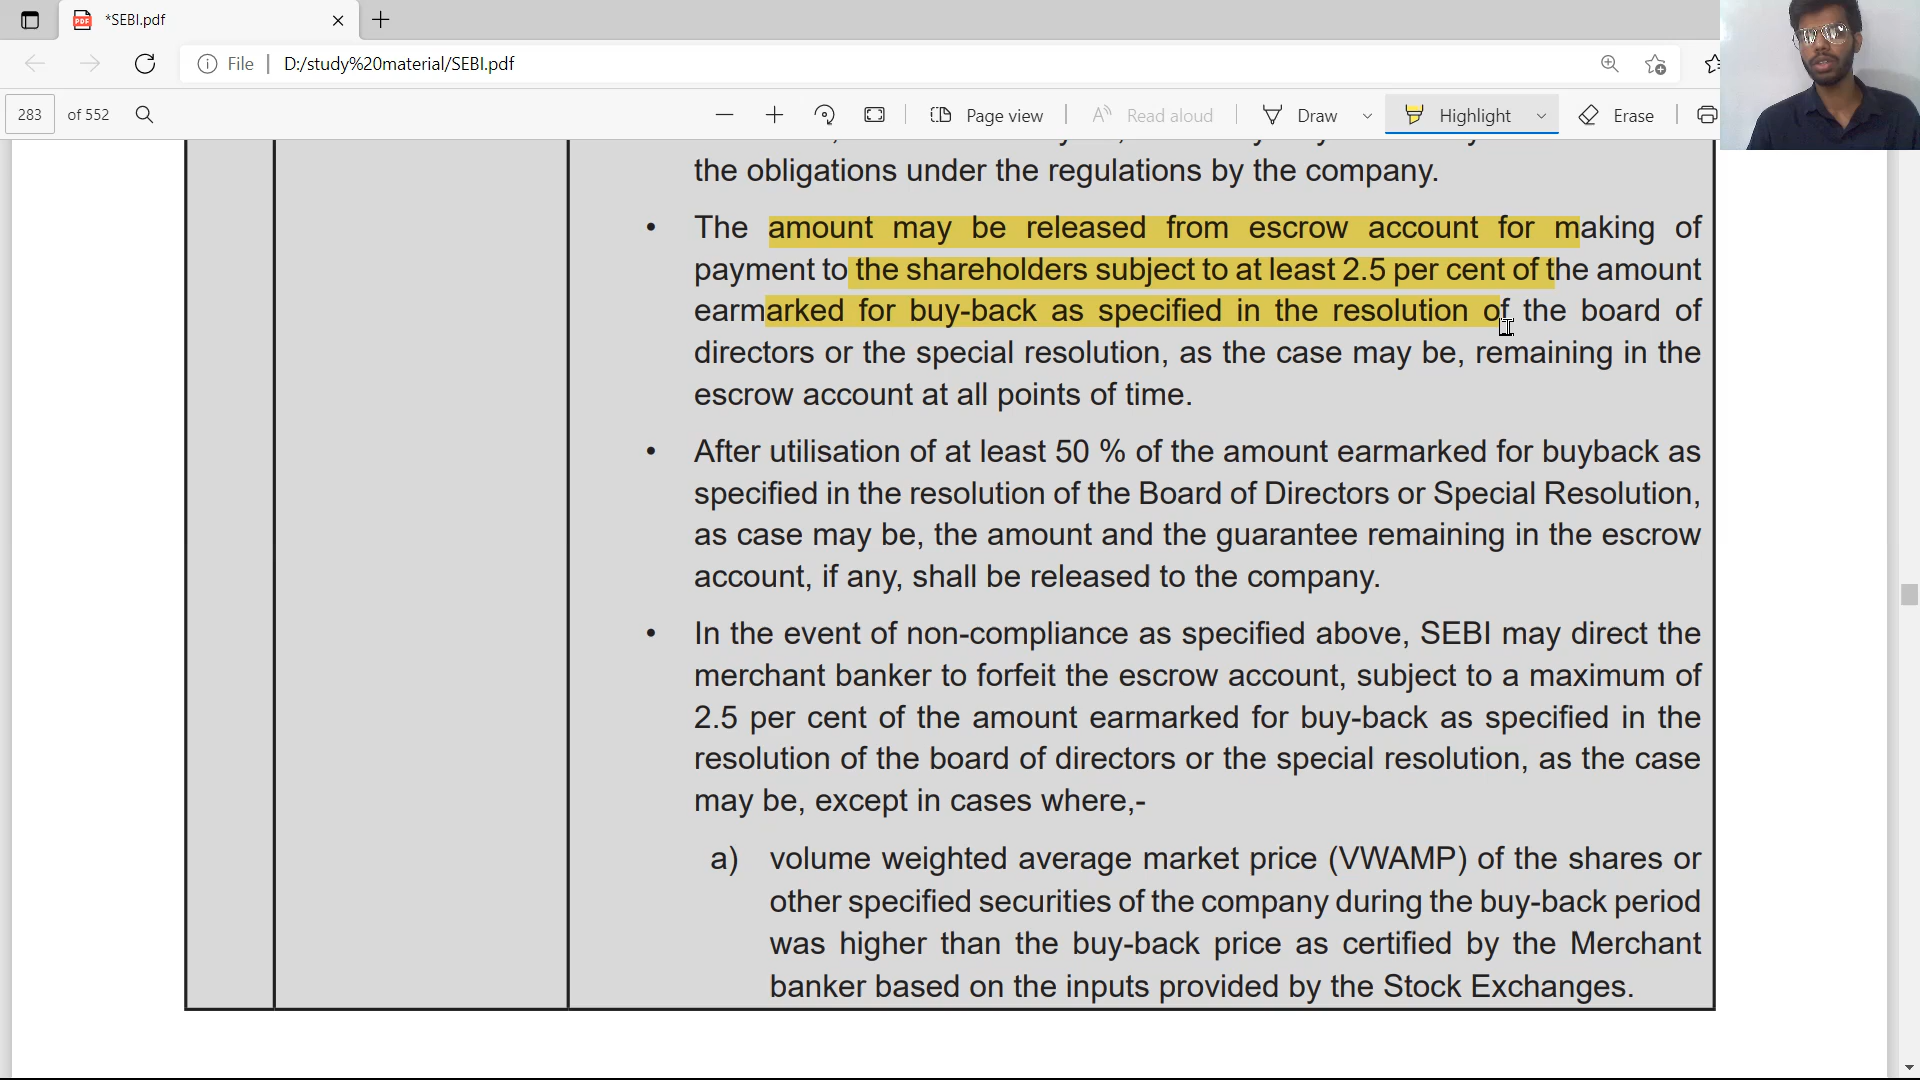 *SEBI.pdf
File
D:/study%20material/SEBI.pdf
283 of 552
Page view
Read aloud
Draw
Highlight
Erase
the obligations under the regulations by the company.
• The amount may be released from escrow account for making of
payment to the shareholders subject to at least 2.5 per cent of the amount
earmarked for buy-back as specified in the resolution of the board of
directors or the special resolution, as the case may be, remaining in the
escrow account at all points of time.
• After utilisation of at least 50 % of the amount earmarked for buyback as
specified in the resolution of the Board of Directors or Special Resolution,
as case may be, the amount and the guarantee remaining in the escrow
account, if any, shall be released to the company.
• In the event of non-compliance as specified above, SEBI may direct the
merchant banker to forfeit the escrow account, subject to a maximum of
2.5 per cent of the amount earmarked for buy-back as specified in the
resolution of the board of directors or the special resolution, as the case
may be, except in cases where,-
a) volume weighted average market price (VWAMP) of the shares or
other specified securities of the company during the buy-back period
was higher than the buy-back price as certified by the Merchant
banker based on the inputs provided by the Stock Exchanges.